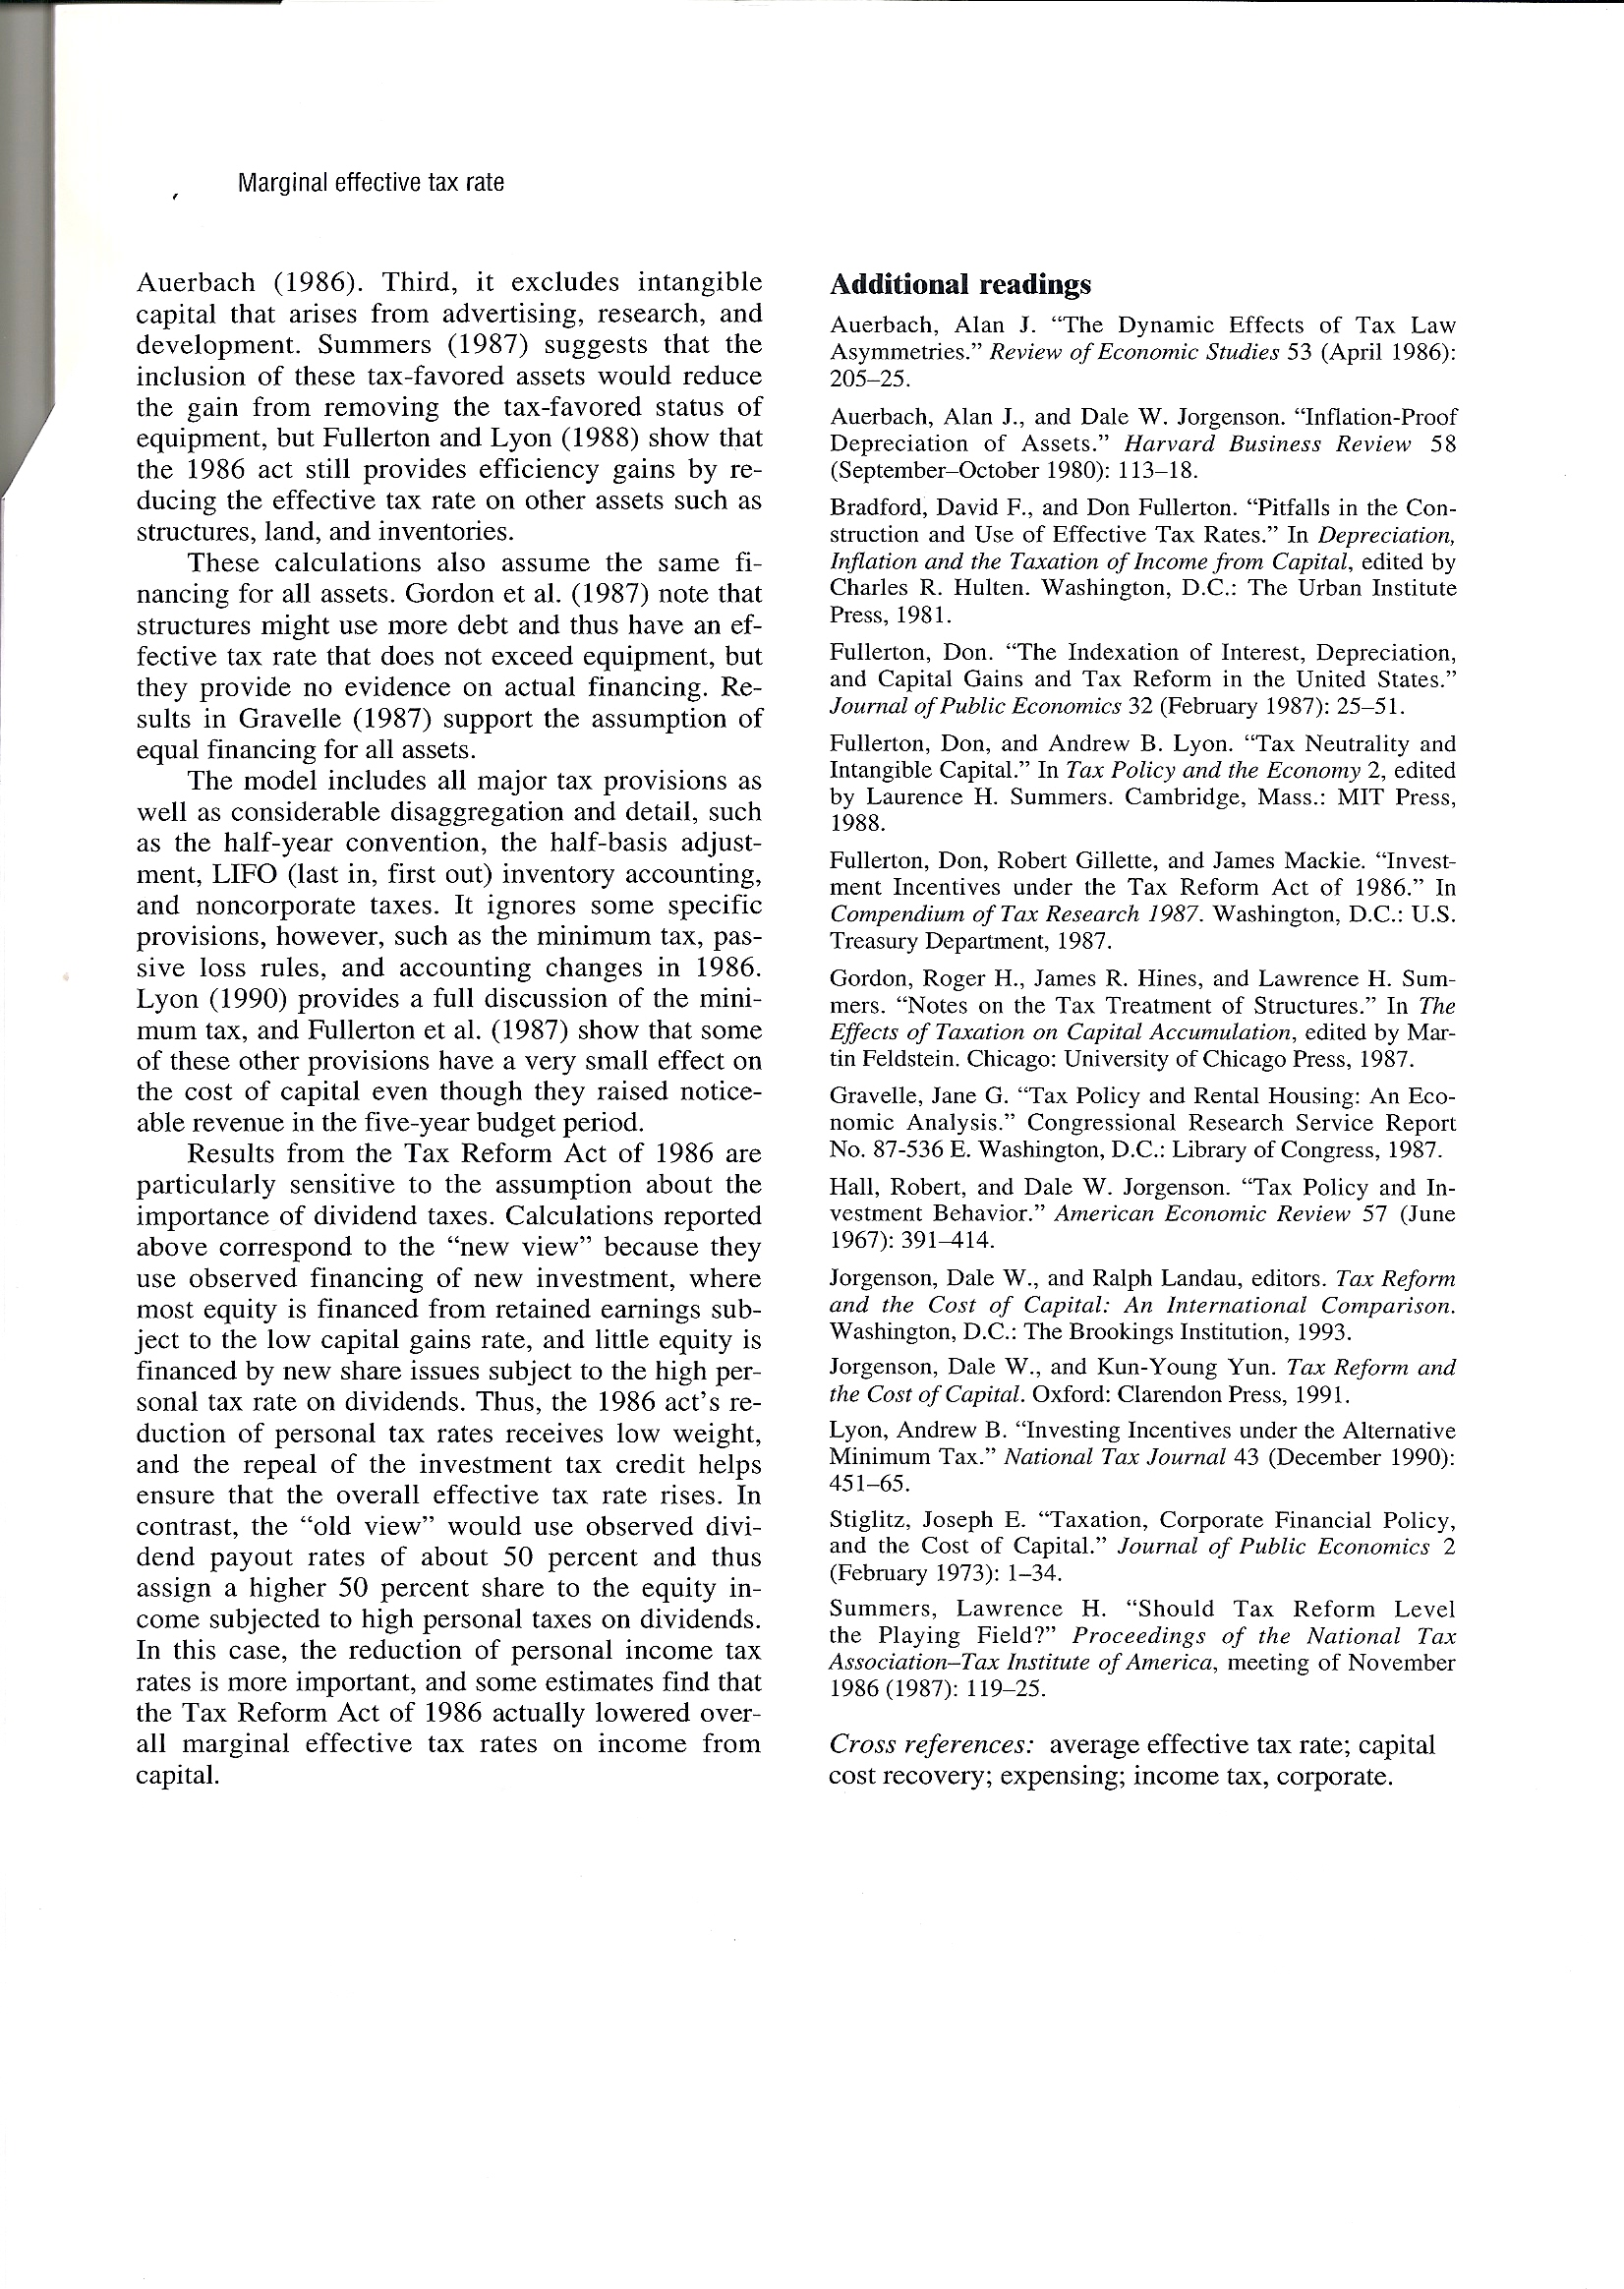 Marginal effective tax rate
Auerbach (1986). Third, it excludes intangible
capital that arises from advertising, research, and
development. Summers (1987) suggests that the
inclusion of these tax-favored assets would reduce
the gain from removing the tax-favored status of
equipment, but Fullerton and Lyon (1988) show that
the 1986 act still provides efficiency gains by re-
ducing the effective tax rate on other assets such as
structures, land, and inventories.
These calculations also assume the same fi-
nancing for all assets. Gordon et al. (1987) note that
structures might use more debt and thus have an ef-
fective tax rate that does not exceed equipment, but
they provide no evidence on actual financing. Re-
sults in Gravelle (1987) support the assumption of
equal financing for all assets.
The model includes all major tax provisions as
well as considerable disaggregation and detail, such
as the half-year convention, the half-basis adjust-
ment, LIFO (last in, first out) inventory accounting,
and noncorporate taxes. It ignores some specific
provisions, however, such as the minimum tax, pas-
sive loss rules, and accounting changes in 1986.
Lyon (1990) provides a full discussion of the mini-
mum tax, and Fullerton et al. (1987) show that some
of these other provisions have a very small effect on
the cost of capital even though they raised notice-
able revenue in the five-year budget period.
Results from the Tax Reform Act of 1986 are
particularly sensitive to the assumption about the
importance of dividend taxes. Calculations reported
above correspond to the “new view” because they
use observed financing of new investment, where
most equity is financed from retained earnings sub-
ject to the low capital gains rate, and little equity is
financed by new share issues subject to the high per-
sonal tax rate on dividends. Thus, the 1986 act’s re-
duction of personal tax rates receives low weight,
and the repeal of the investment tax credit helps
ensure that the overall effective tax rate rises. In
contrast, the “old view” would use observed divi-
dend payout rates of about 50 percent and thus
assign a higher 50 percent share to the equity in-
come subjected to high personal taxes on dividends.
In this case, the reduction of personal income tax
rates is more important, and some estimates find that
the Tax Reform Act of 1986 actually lowered over-
all marginal effective tax rates on income from
capital.
Additional readings
Auerbach, Alan J. “The Dynamic Effects of Tax Law
Asymmetries.” Review of Economic Studies 53 (April 1986):
205–25.
Auerbach, Alan J., and Dale W. Jorgenson. “Inflation-Proof
Depreciation of Assets.” Harvard Business Review 58
(September–October 1980): 113–18.
Bradford, David F., and Don Fullerton. “Pitfalls in the Con-
struction and Use of Effective Tax Rates.” In Depreciation,
Inflation and the Taxation of Income from Capital, edited by
Charles R. Hulten. Washington, D.C.: The Urban Institute
Press, 1981.
Fullerton, Don. “The Indexation of Interest, Depreciation,
and Capital Gains and Tax Reform in the United States.”
Journal of Public Economics 32 (February 1987): 25–51.
Fullerton, Don, and Andrew B. Lyon. “Tax Neutrality and
Intangible Capital.” In Tax Policy and the Economy 2, edited
by Laurence H. Summers. Cambridge, Mass.: MIT Press,
1988.
Fullerton, Don, Robert Gillette, and James Mackie. “Invest-
ment Incentives under the Tax Reform Act of 1986.” In
Compendium of Tax Research 1987. Washington, D.C.: U.S.
Treasury Department, 1987.
Gordon, Roger H., James R. Hines, and Lawrence H. Sum-
mers. “Notes on the Tax Treatment of Structures.” In The
Effects of Taxation on Capital Accumulation, edited by Mar-
tin Feldstein. Chicago: University of Chicago Press, 1987.
Gravelle, Jane G. “Tax Policy and Rental Housing: An Eco-
nomic Analysis.” Congressional Research Service Report
No. 87-536 E. Washington, D.C.: Library of Congress, 1987.
Hall, Robert, and Dale W. Jorgenson. “Tax Policy and In-
vestment Behavior.” American Economic Review 57 (June
1967): 391–414.
Jorgenson, Dale W., and Ralph Landau, editors. Tax Reform
and the Cost of Capital: An International Comparison.
Washington, D.C.: The Brookings Institution, 1993.
Jorgenson, Dale W., and Kun-Young Yun. Tax Reform and
the Cost of Capital. Oxford: Clarendon Press, 1991.
Lyon, Andrew B. “Investing Incentives under the Alternative
Minimum Tax.” National Tax Journal 43 (December 1990):
451–65.
Stiglitz, Joseph E. “Taxation, Corporate Financial Policy,
and the Cost of Capital.” Journal of Public Economics 2
(February 1973): 1–34.
Summers, Lawrence H. “Should Tax Reform Level
the Playing Field?” Proceedings of the National Tax
Association–Tax Institute of America, meeting of November
1986 (1987): 119–25.
Cross references: average effective tax rate; capital
cost recovery; expensing; income tax, corporate.